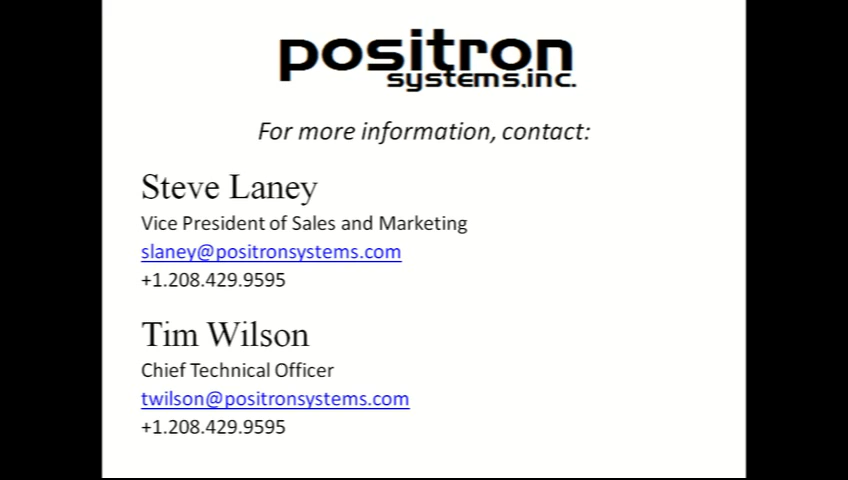 positron
systems.inc.
For more information, contact:
Steve Laney
Vice President of Sales and Marketing
slaney@positronsystems.com
+1.208.429.9595
Tim Wilson
Chief Technical Officer
twilson@positronsystems.com
+1.208.429.9595